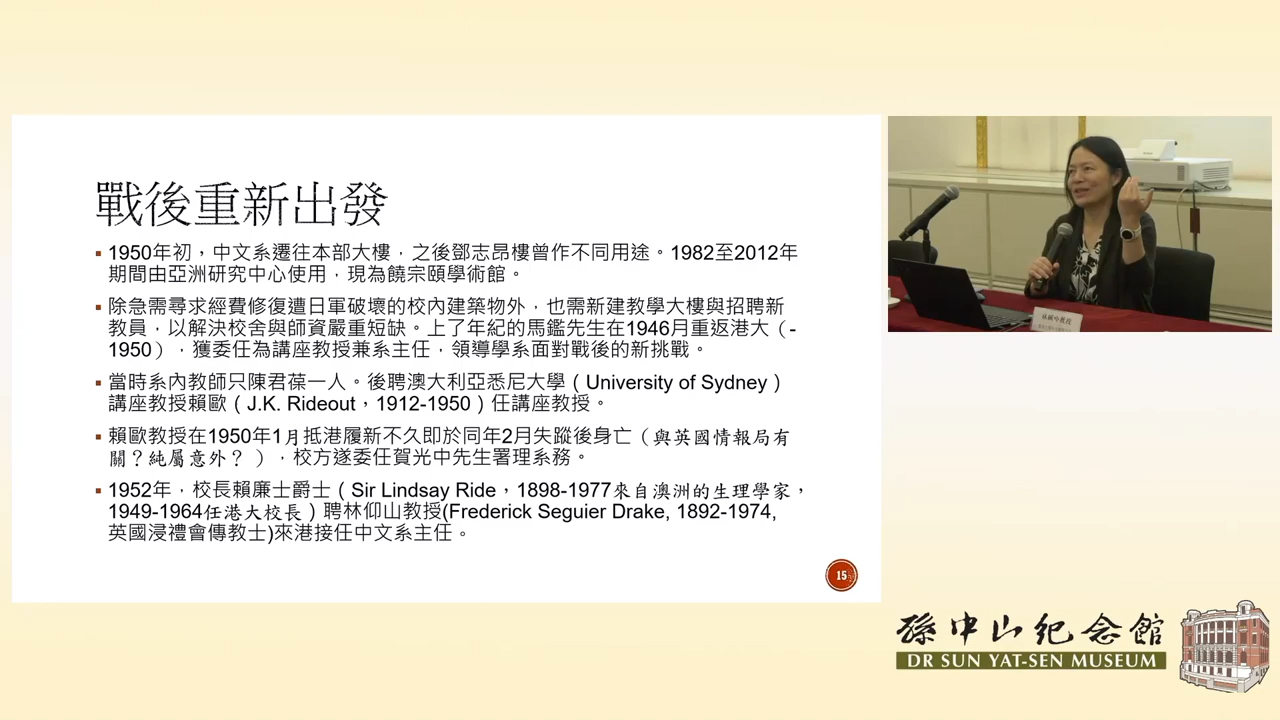 戰後重新出發
▪ 1950年初，中文系遷往本部大樓，之後鄧志昂樓曾作不同用途。1982至2012年
期間由亞洲研究中心使用，現為饒宗頤學術館。
▪ 除急需尋求經費修復遭日軍破壞的校內建築物外，也需新建教學大樓與招聘新
教員，以解決校舍與師資嚴重短缺。上了年紀的馬鑑先生在1946月重返港大（-
1950），獲委任為講座教授兼系主任，領導學系面對戰後的新挑戰。
▪ 當時系內教師只陳君葆一人。後聘澳大利亞悉尼大學（University of Sydney）
講座教授賴歐（J.K. Rideout，1912-1950）任講座教授。
▪ 賴歐教授在1950年1月抵港履新不久即於同年2月失蹤後身亡（與英國情報局有
關？純屬意外？），校方遂委任賀光中先生署理系務。
▪ 1952年，校長賴廉士爵士（Sir Lindsay Ride，1898-1977來自澳洲的生理學家，
1949-1964任港大校長）聘林仰山教授(Frederick Seguier Drake, 1892-1974,
英國浸禮會傳教士)來港接任中文系主任。
15
孫中山紀念館
DR SUN YAT-SEN MUSEUM